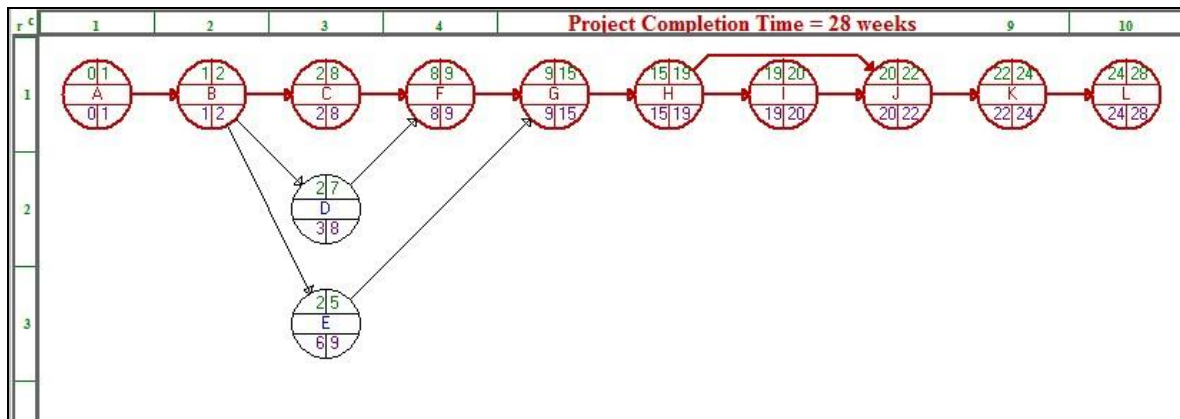 r c 1 2 3 4 Project Completion Time = 28 weeks 9 10
1
0 1 1 2 2 8 8 9 9 15 15 19 19 20 20 22 22 24 24 28
A B C F G H I J K L
0 1 1 2 2 8 8 9 9 15 15 19 19 20 20 22 22 24 24 28
2
2 7
D
3 8
3
2 5
E
6 9